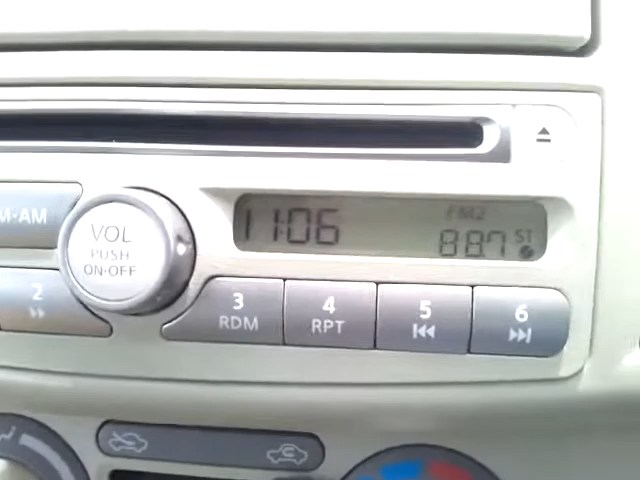 M·AM
VOL
PUSH
ON·OFF
11:06
FM2
88.7 ST
2
3
RDM
4
RPT
5
6